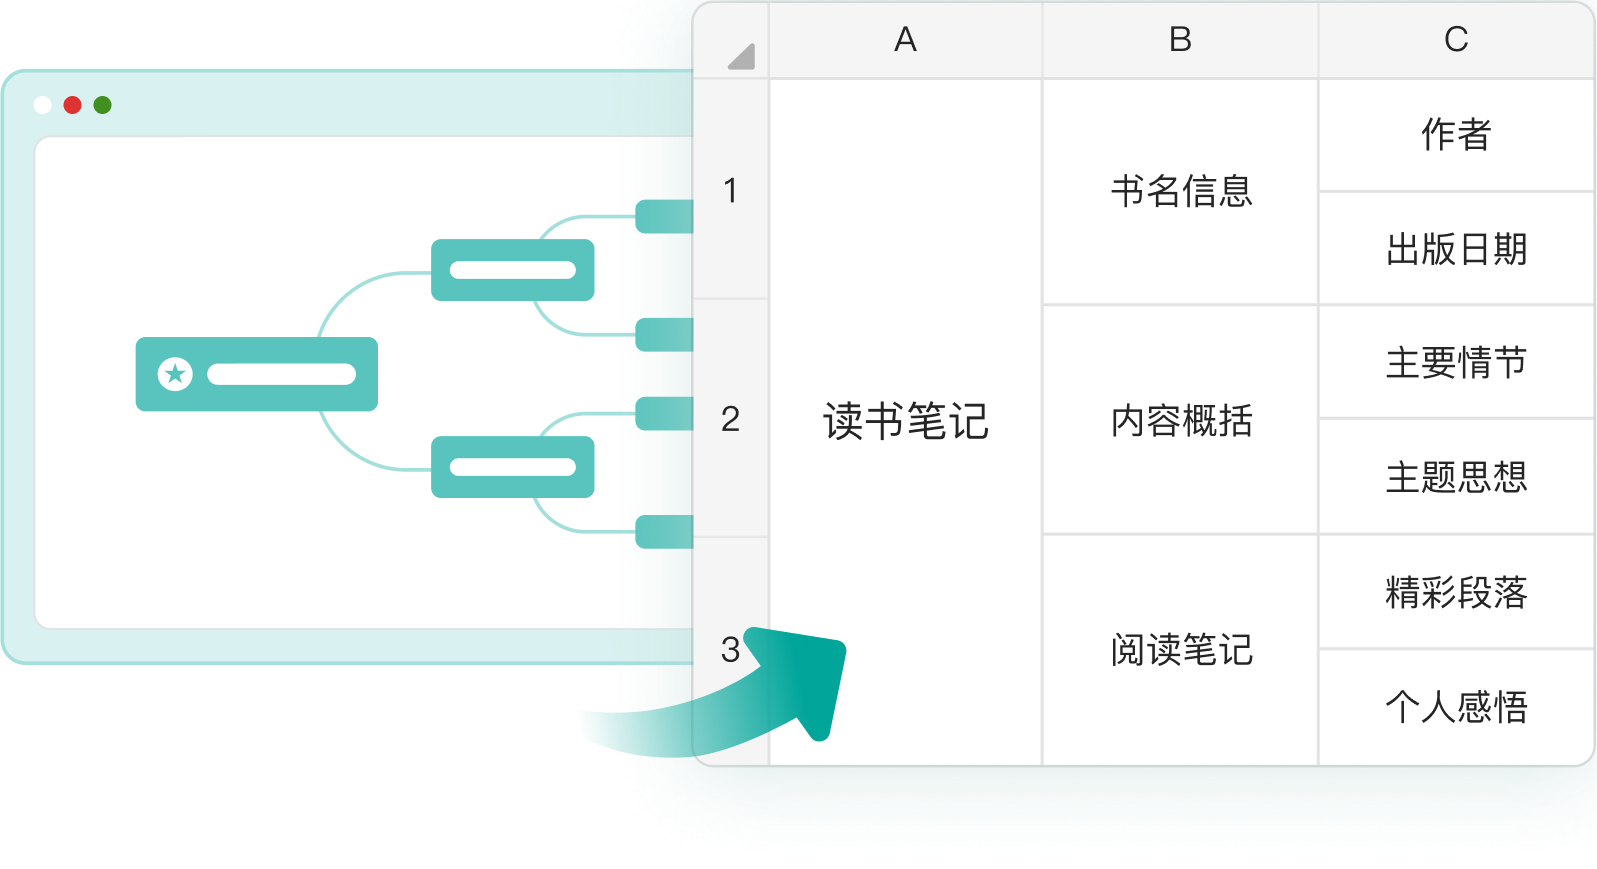 A
B
C
1
2
3
读书笔记
书名信息
作者
出版日期
内容概括
主要情节
主题思想
阅读笔记
精彩段落
个人感悟